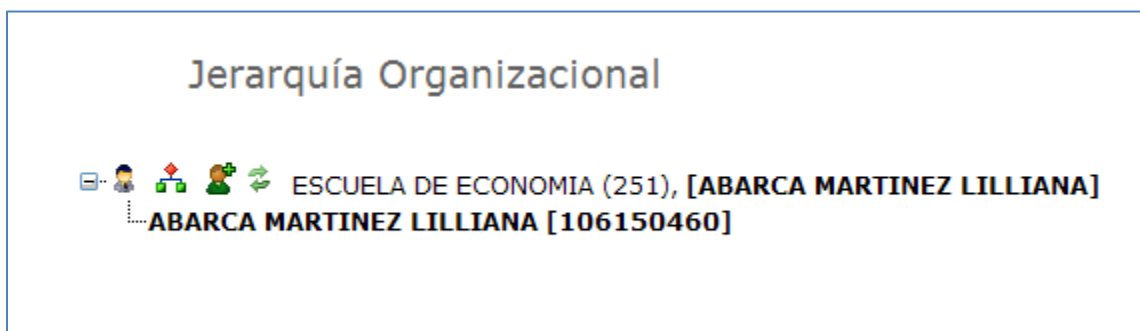 Jerarquía Organizacional
ESCUELA DE ECONOMIA (251), [ABARCA MARTINEZ LILLIANA]
ABARCA MARTINEZ LILLIANA [106150460]